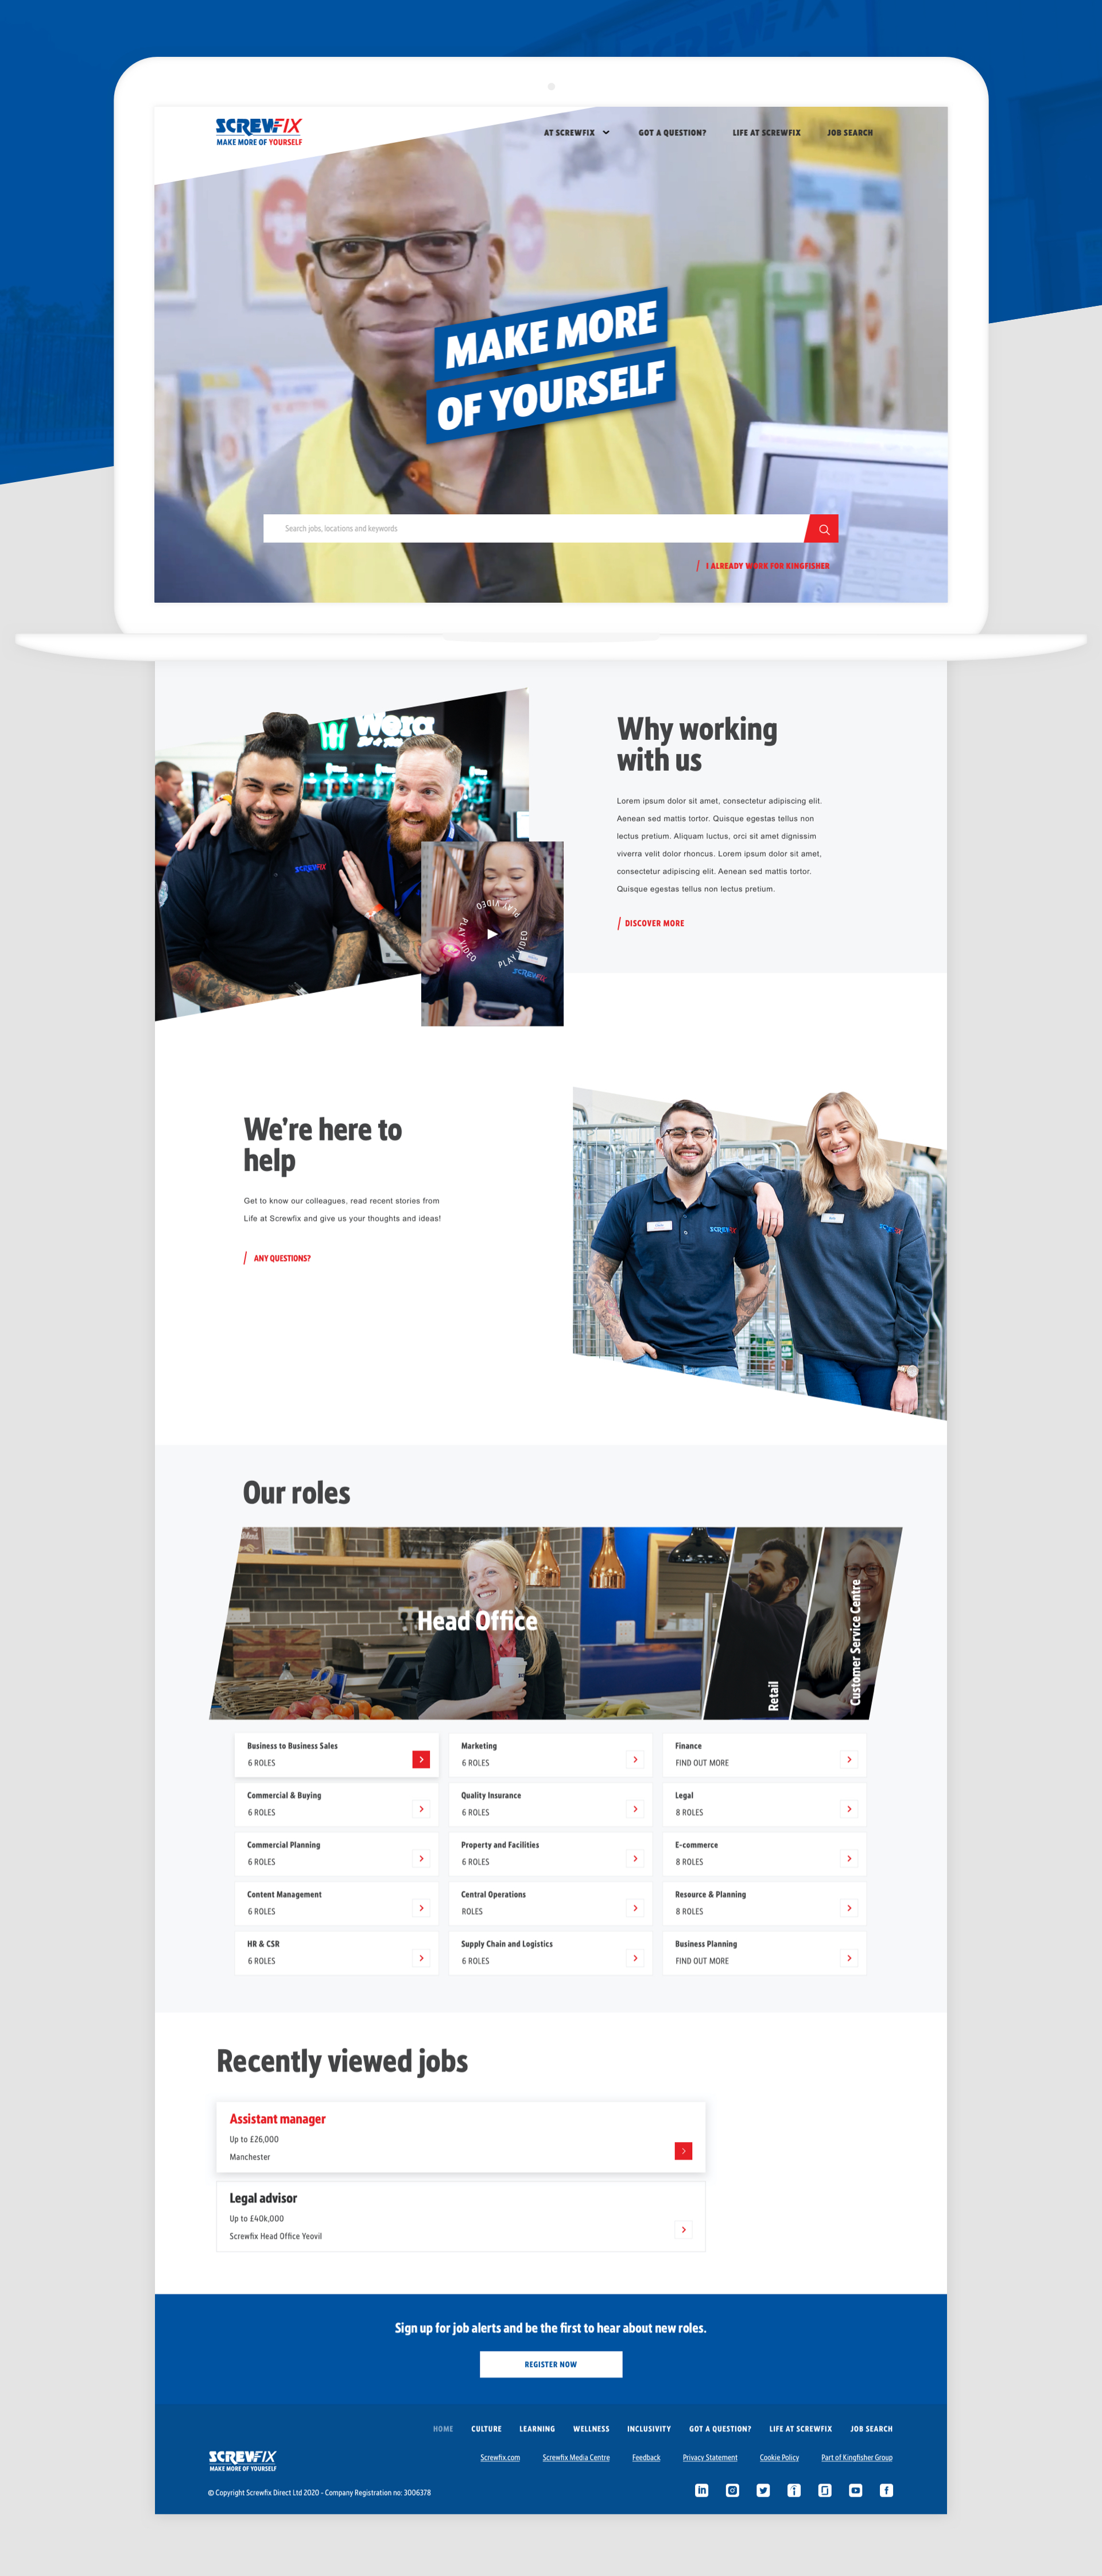 SCREWFIX
MAKE MORE OF YOURSELF
AT SCREWFIX
GOT A QUESTION?
LIFE AT SCREWFIX
JOB SEARCH
MAKE MORE
OF YOURSELF
Search jobs, locations and keywords
/ I ALREADY WORK FOR KINGFISHER
Wera
SCREWFIX
PLAY VIDEO PLAY VIDEO PLAY VIDEO
SCREWFIX
Why working
with us
Lorem ipsum dolor sit amet, consectetur adipiscing elit.
Aenean sed mattis tortor. Quisque egestas tellus non
lectus pretium. Aliquam luctus, orci sit amet dignissim
viverra velit dolor rhoncus. Lorem ipsum dolor sit amet,
consectetur adipiscing elit. Aenean sed mattis tortor.
Quisque egestas tellus non lectus pretium.
/ DISCOVER MORE
We're here to
help
Get to know our colleagues, read recent stories from
Life at Screwfix and give us your thoughts and ideas!
/ ANY QUESTIONS?
SCREWFIX
SCREWFIX
Our roles
Head Office
Retail
Customer Service Centre
Business to Business Sales
6 ROLES
Marketing
6 ROLES
Finance
FIND OUT MORE
Commercial & Buying
6 ROLES
Quality Insurance
6 ROLES
Legal
8 ROLES
Commercial Planning
6 ROLES
Property and Facilities
6 ROLES
E-commerce
8 ROLES
Content Management
6 ROLES
Central Operations
ROLES
Resource & Planning
8 ROLES
HR & CSR
6 ROLES
Supply Chain and Logistics
6 ROLES
Business Planning
FIND OUT MORE
Recently viewed jobs
Assistant manager
Up to £26,000
Manchester
Legal advisor
Up to £40k,000
Screwfix Head Office Yeovil
Sign up for job alerts and be the first to hear about new roles.
REGISTER NOW
HOME
CULTURE
LEARNING
WELLNESS
INCLUSIVITY
GOT A QUESTION?
LIFE AT SCREWFIX
JOB SEARCH
SCREWFIX
MAKE MORE OF YOURSELF
Screwfix.com
Screwfix Media Centre
Feedback
Privacy Statement
Cookie Policy
Part of Kingfisher Group
© Copyright Screwfix Direct Ltd 2020 - Company Registration no: 3006378